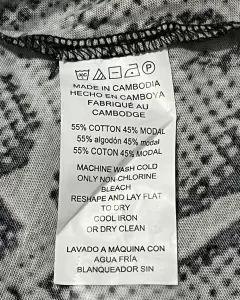 MADE IN CAMBODIA
HECHO EN CAMBOYA
FABRIQUÉ AU
CAMBODGE
55% COTTON 45% MODAL
55% algodón 45% modal
55% COTON 45% MODAL
MACHINE WASH COLD
ONLY NON-CHLORINE
BLEACH
RESHAPE AND LAY FLAT
TO DRY
COOL IRON
OR DRY CLEAN
LAVADO A MÁQUINA CON
AGUA FRÍA
BLANQUEADOR SIN